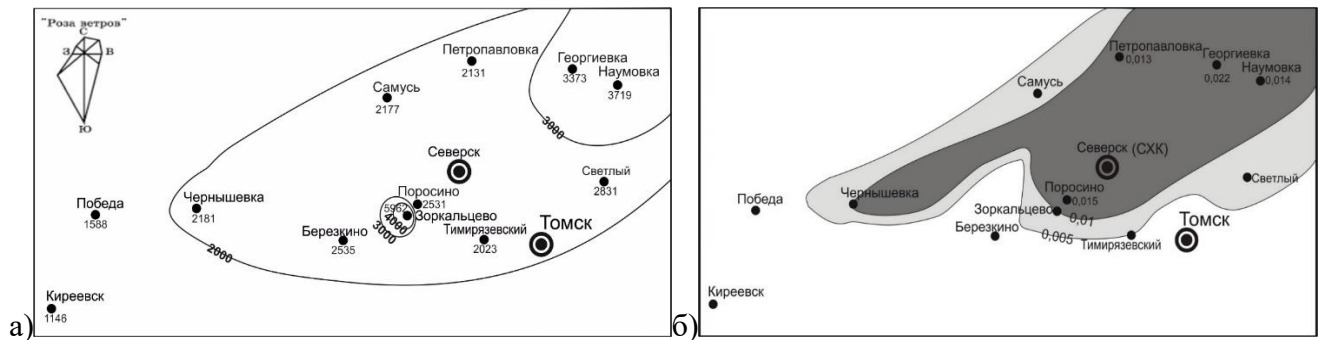 "Роза ветров"
С
З
В
Ю
Петропавловка
2131
Георгиевка
3373
Наумовка
3719
Самусь
2177
3000
Северск
Светлый
2831
Чернышевка
2181
Победа
1588
Поросино
2531
5962
4000
3000
Зоркальцево
Березкино
2535
Тимирязевский
2023
Томск
2000
Киреевск
1146
а)
Петропавловка
0,013
Георгиевка
0,022
Наумовка
0,014
Самусь
Северск (СХК)
Светлый
Чернышевка
Победа
Поросино
0,015
Зоркальцево
0,01
Березкино
0,005
Тимирязевский
Томск
Киреевск
б)